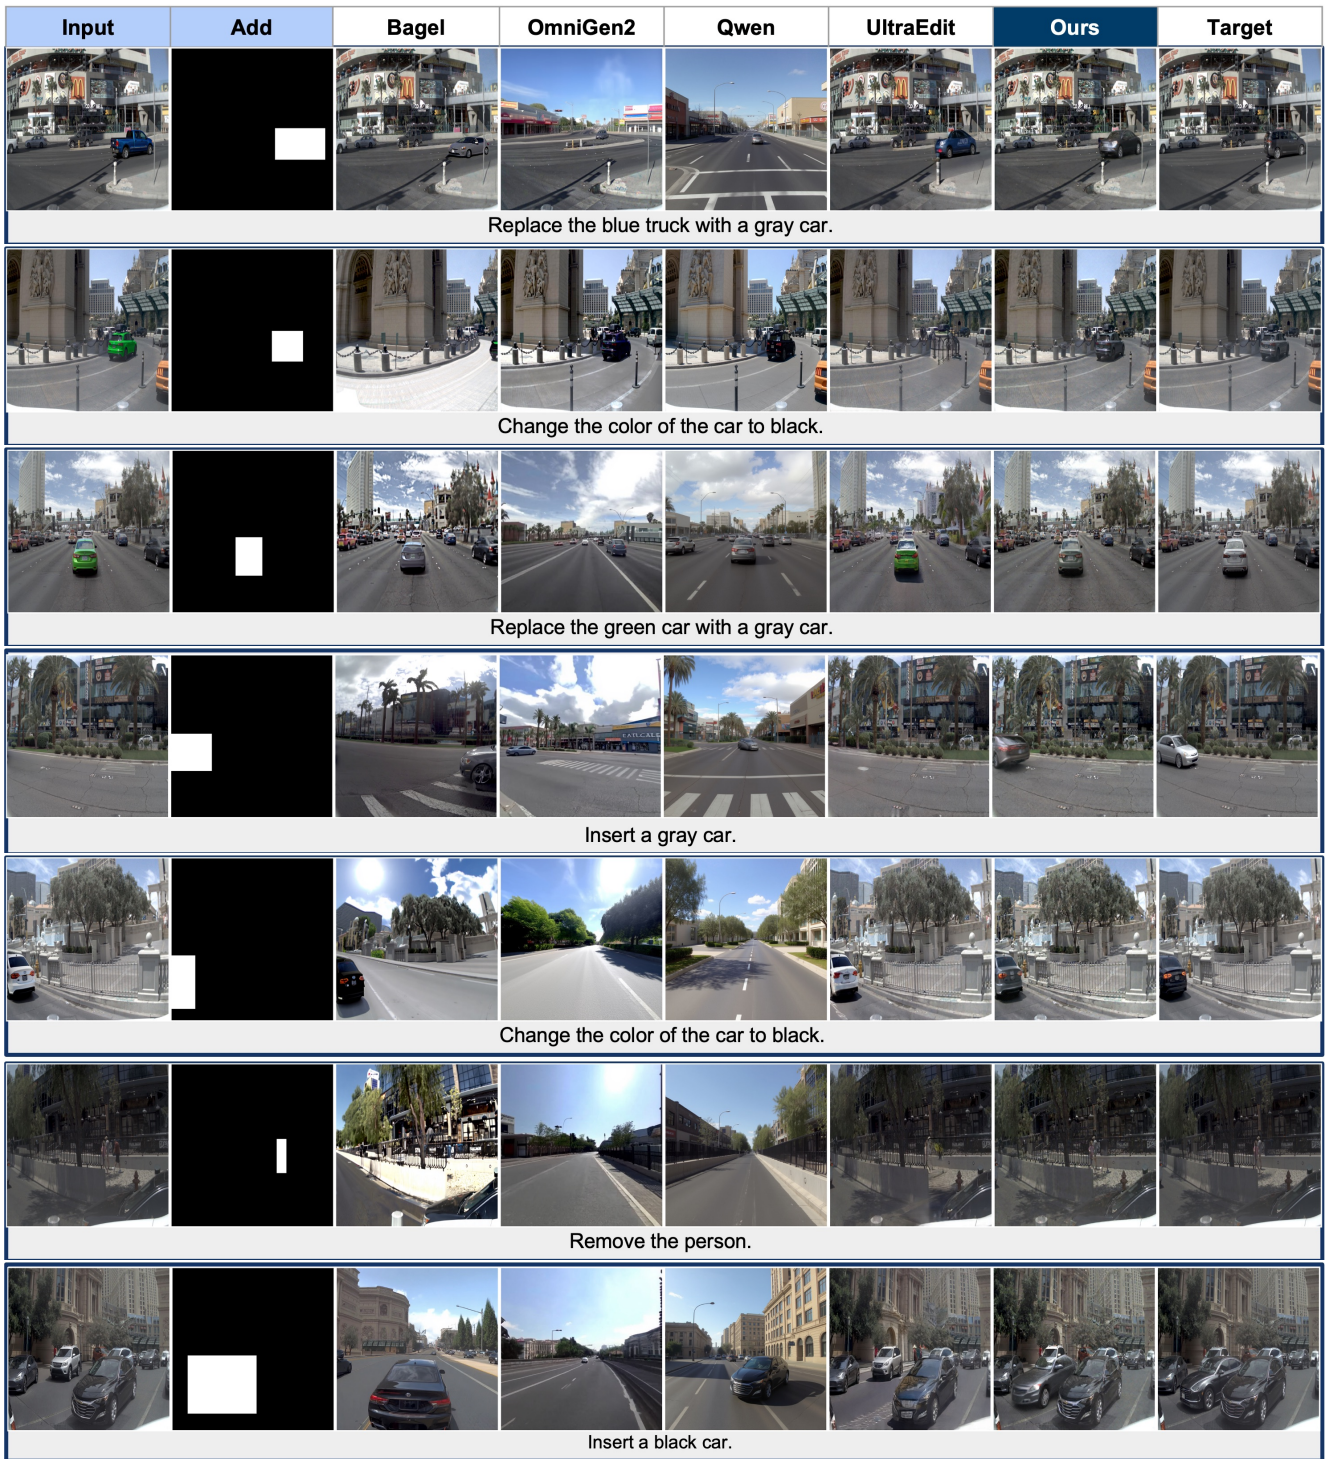 Input Add Bagel OmniGen2 Qwen UltraEdit Ours Target
Replace the blue truck with a gray car.
Change the color of the car to black.
Replace the green car with a gray car.
Insert a gray car.
Change the color of the car to black.
Remove the person.
Insert a black car.